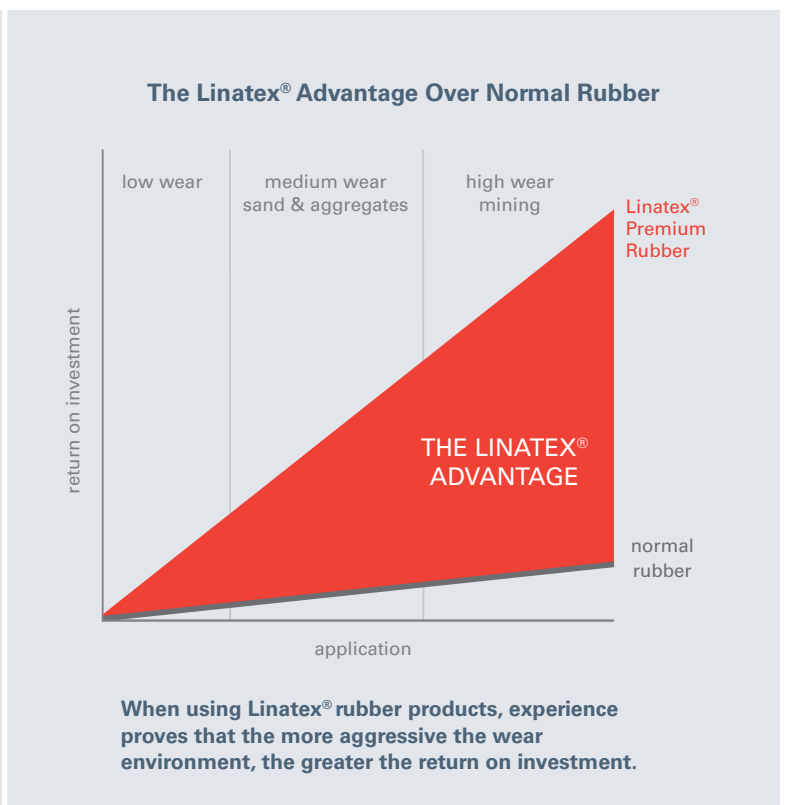 The Linatex® Advantage Over Normal Rubber
low wear
medium wear
sand & aggregates
high wear
mining
Linatex®
Premium
Rubber
return on investment
THE LINATEX®
ADVANTAGE
normal
rubber
application
When using Linatex® rubber products, experience
proves that the more aggressive the wear
environment, the greater the return on investment.